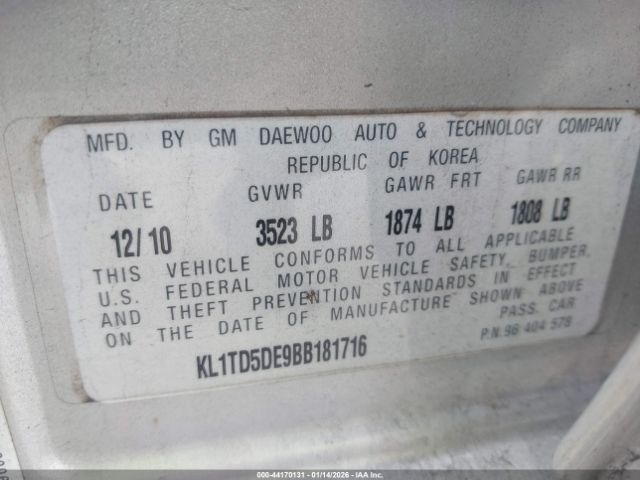 MFD. BY GM DAEWOO AUTO & TECHNOLOGY COMPANY
REPUBLIC OF KOREA
DATE GVWR GAWR FRT GAWR RR
12/10 3523 LB 1874 LB 1808 LB
THIS VEHICLE CONFORMS TO ALL APPLICABLE
U.S. FEDERAL MOTOR VEHICLE SAFETY, BUMPER,
AND THEFT PREVENTION STANDARDS IN EFFECT
ON THE DATE OF MANUFACTURE SHOWN ABOVE
PASS. CAR
KL1TD5DE9BB181716
P.N.96 404 578
000-44170131 - 01/14/2026 - IAA Inc.